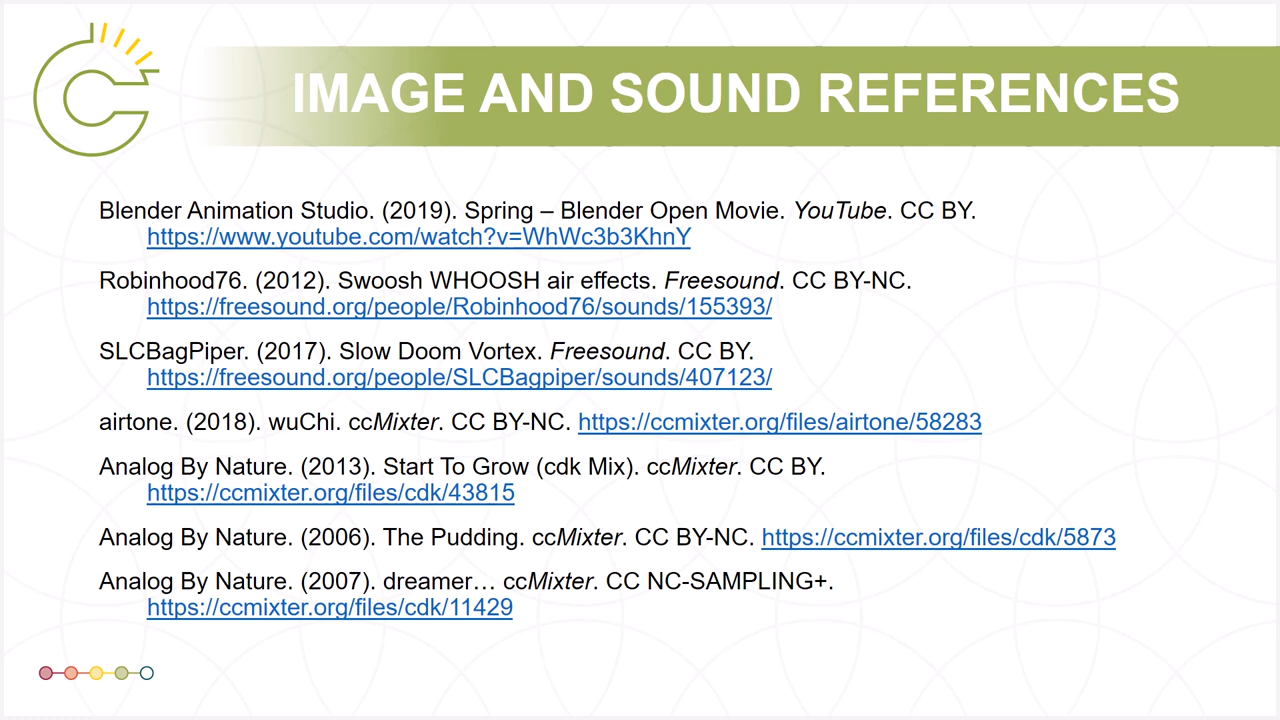 IMAGE AND SOUND REFERENCES
Blender Animation Studio. (2019). Spring – Blender Open Movie. YouTube. CC BY.
https://www.youtube.com/watch?v=WhWc3b3KhnY
Robinhood76. (2012). Swoosh WHOOSH air effects. Freesound. CC BY-NC.
https://freesound.org/people/Robinhood76/sounds/155393/
SLCBagPiper. (2017). Slow Doom Vortex. Freesound. CC BY.
https://freesound.org/people/SLCBagpiper/sounds/407123/
airtone. (2018). wuChi. ccMixter. CC BY-NC. https://ccmixter.org/files/airtone/58283
Analog By Nature. (2013). Start To Grow (cdk Mix). ccMixter. CC BY.
https://ccmixter.org/files/cdk/43815
Analog By Nature. (2006). The Pudding. ccMixter. CC BY-NC. https://ccmixter.org/files/cdk/5873
Analog By Nature. (2007). dreamer… ccMixter. CC NC-SAMPLING+.
https://ccmixter.org/files/cdk/11429